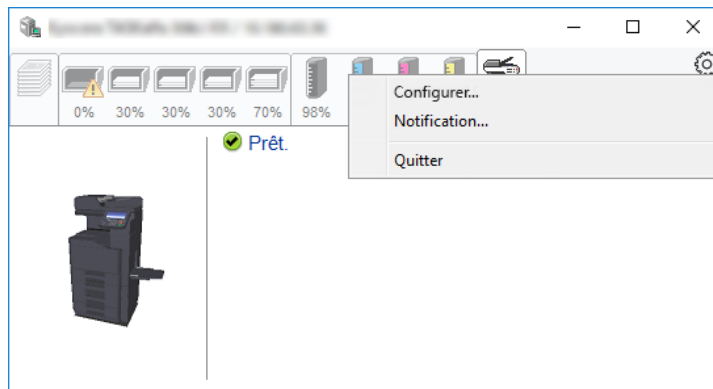 0% 30% 30% 30% 70% 98%
Configurer...
Notification...
Quitter
Prêt.